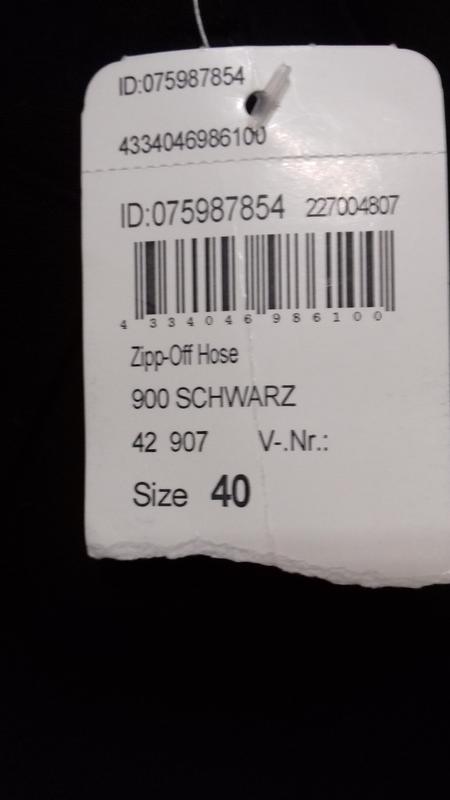 ID:075987854
4334046986100
ID:075987854 227004807
4 334046 986100
Zipp-Off Hose
900 SCHWARZ
42 907 V-.Nr.:
Size 40